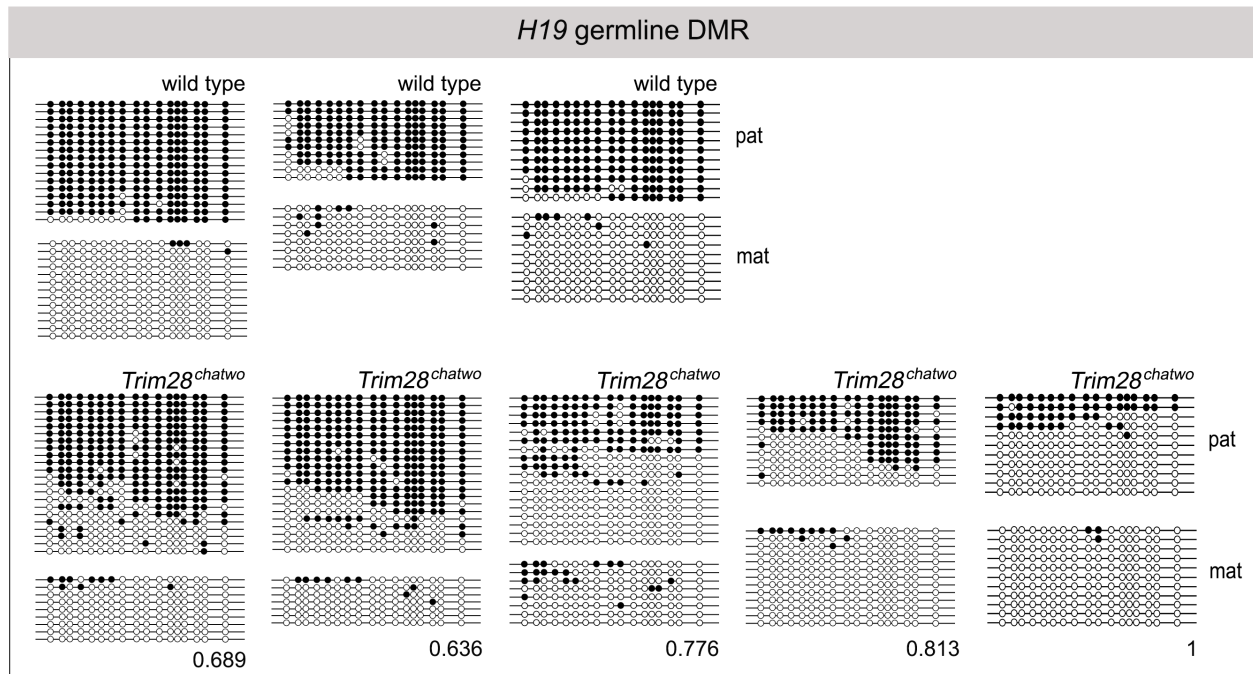 H19 germline DMR
wild type
wild type
wild type
pat
mat
Trim28chatwo
Trim28chatwo
Trim28chatwo
Trim28chatwo
Trim28chatwo
pat
mat
0.689
0.636
0.776
0.813
1